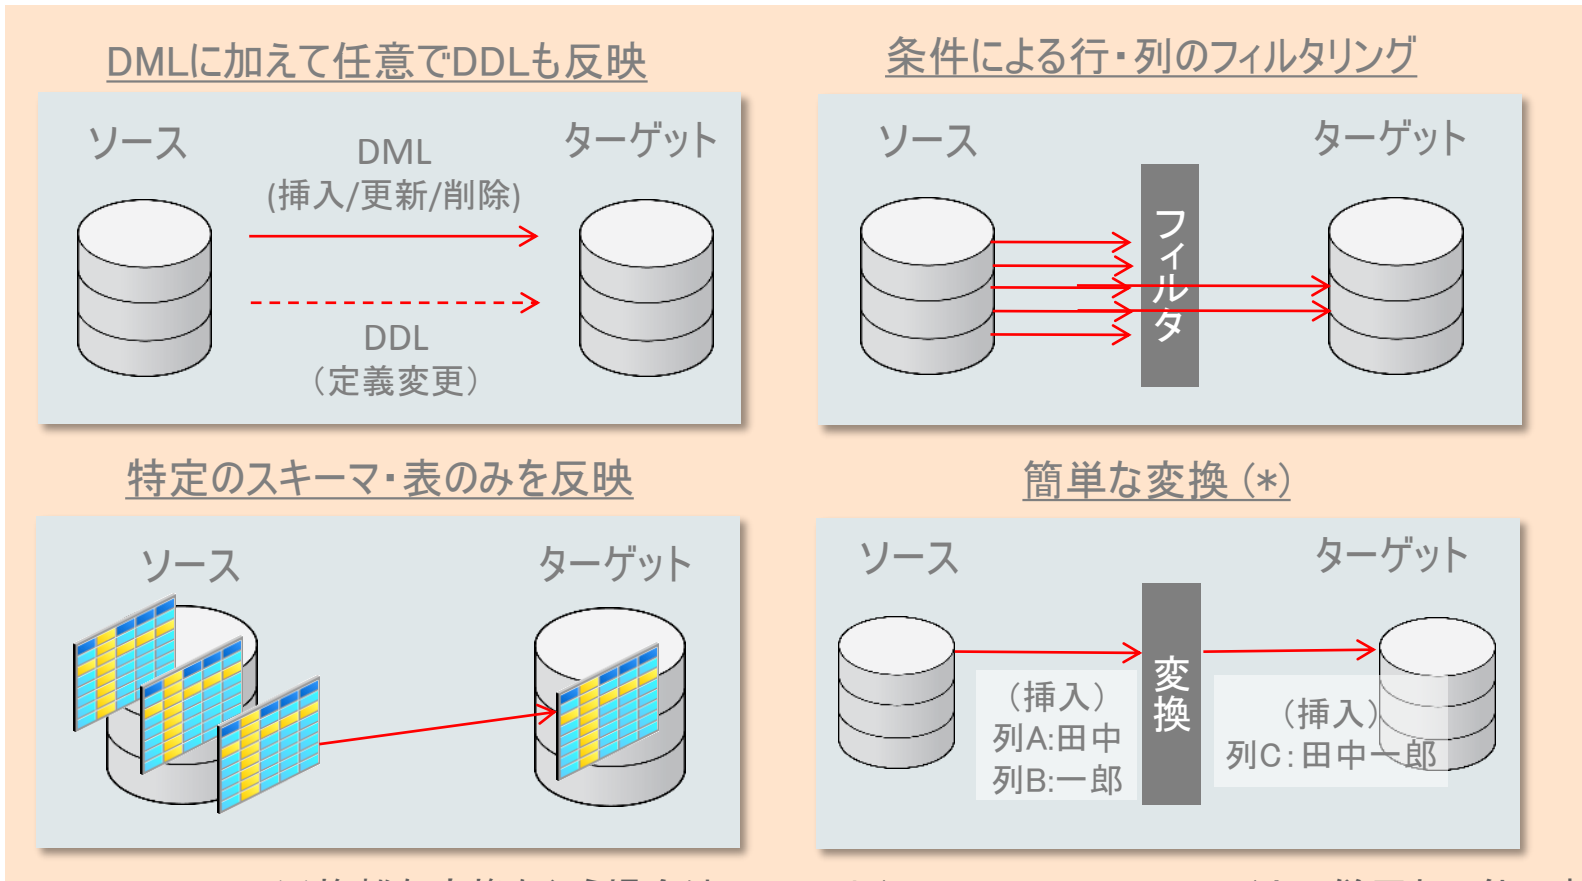 DMLに加えて任意でDDLも反映
ソース
ターゲット
DML
(挿入/更新/削除)
DDL
（定義変更）
条件による行・列のフィルタリング
ソース
ターゲット
フィルタ
特定のスキーマ・表のみを反映
ソース
ターゲット
簡単な変換 (*)
ソース
ターゲット
変換
（挿入）
列A:田中
列B:一郎
（挿入）
列C：田中一郎